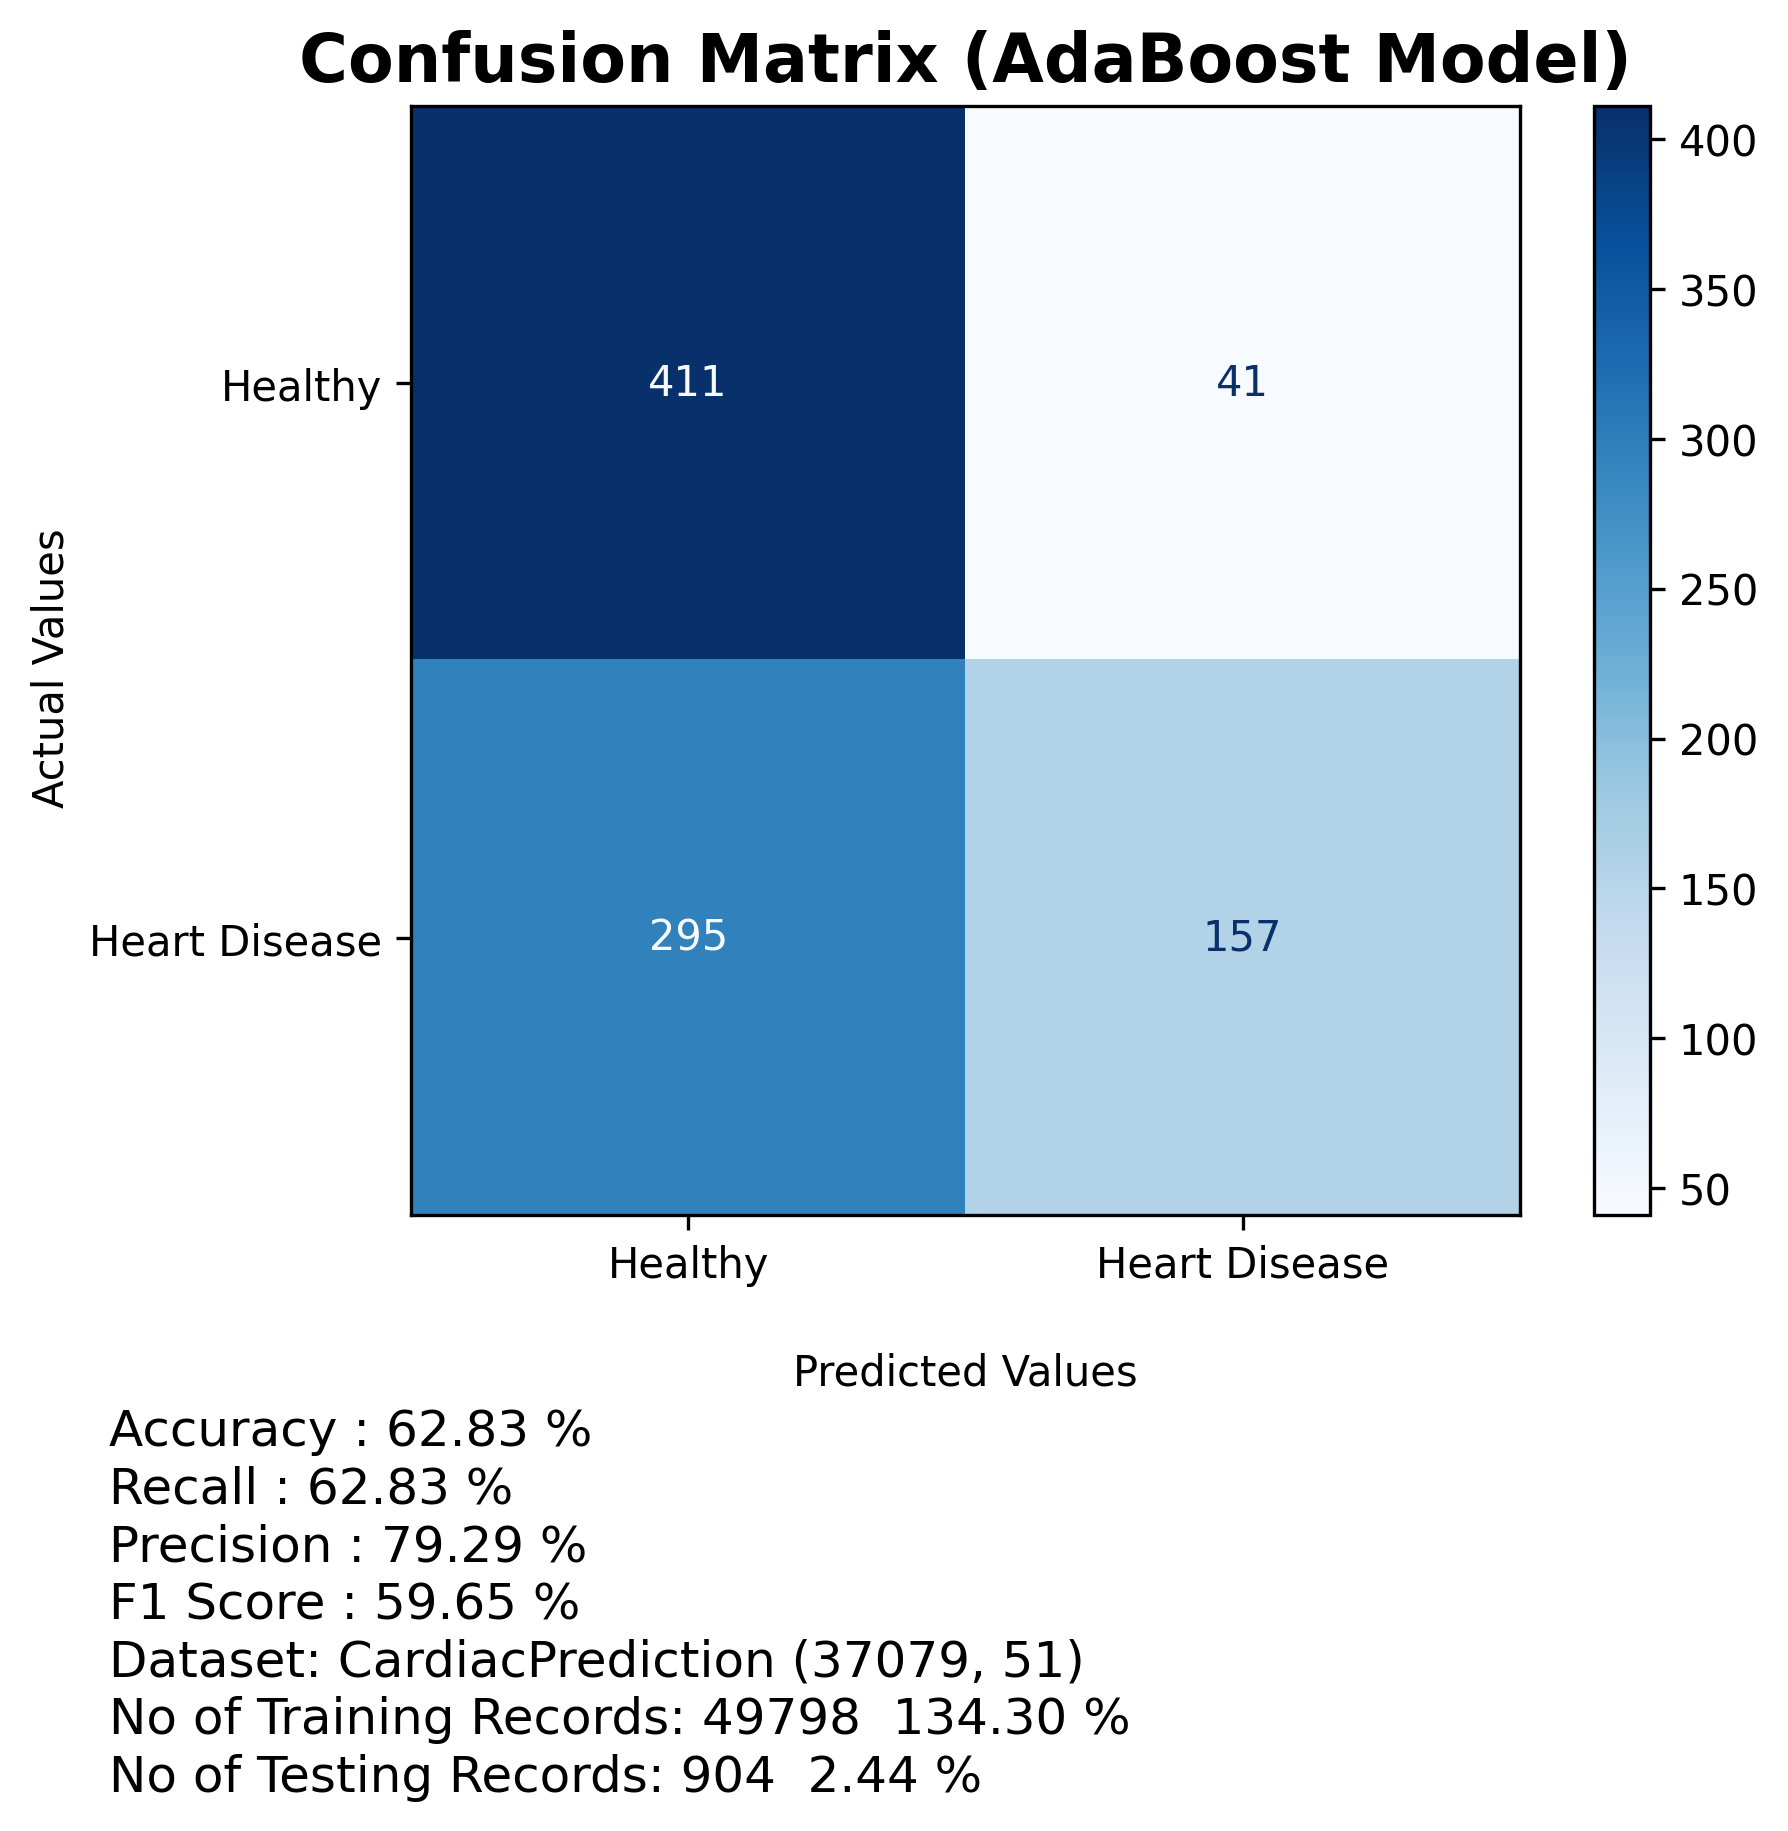 Confusion Matrix (AdaBoost Model)
400
350
300
250
200
150
100
50
Actual Values
Healthy
411
41
Heart Disease
295
157
Healthy
Heart Disease
Predicted Values
Accuracy : 62.83 %
Recall : 62.83 %
Precision : 79.29 %
F1 Score : 59.65 %
Dataset: CardiacPrediction (37079, 51)
No of Training Records: 49798  134.30 %
No of Testing Records: 904  2.44 %